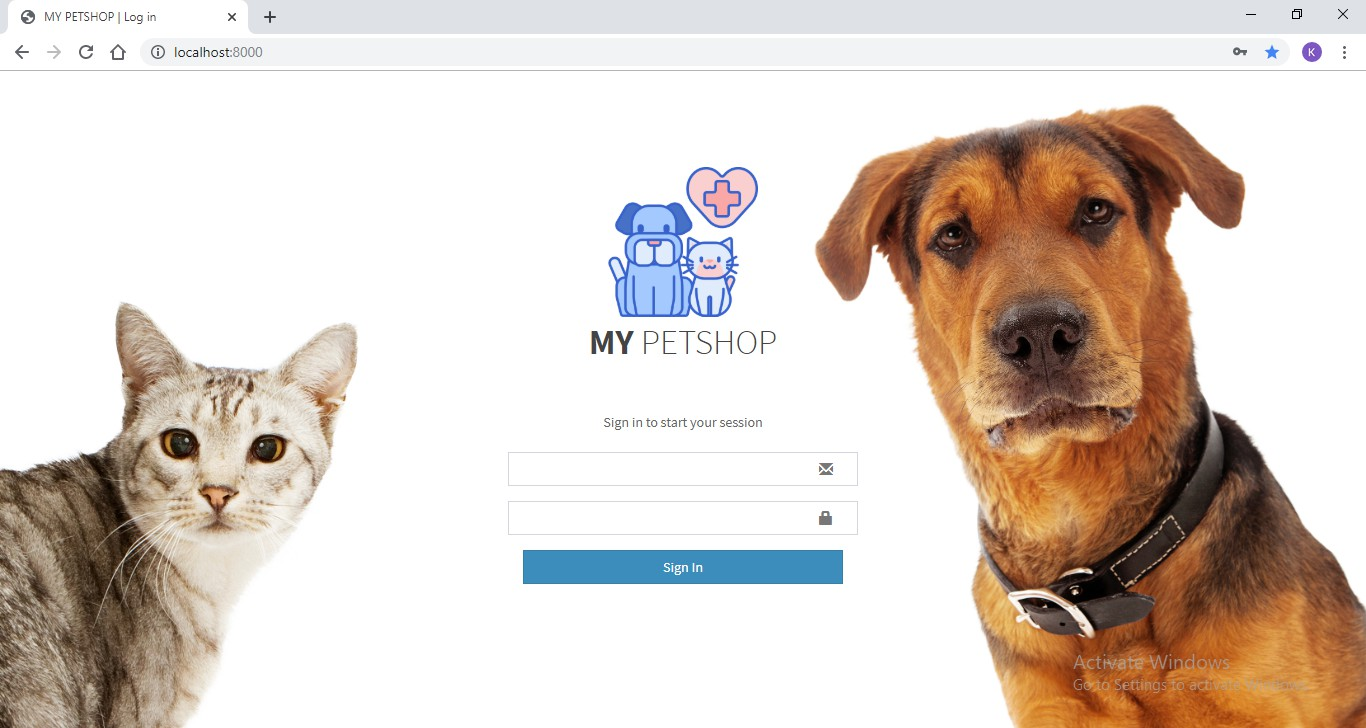 MY PETSHOP | Log in
localhost:8000
K
MY PETSHOP
Sign in to start your session
Sign In
Activate Windows
Go to Settings to activate Windows.